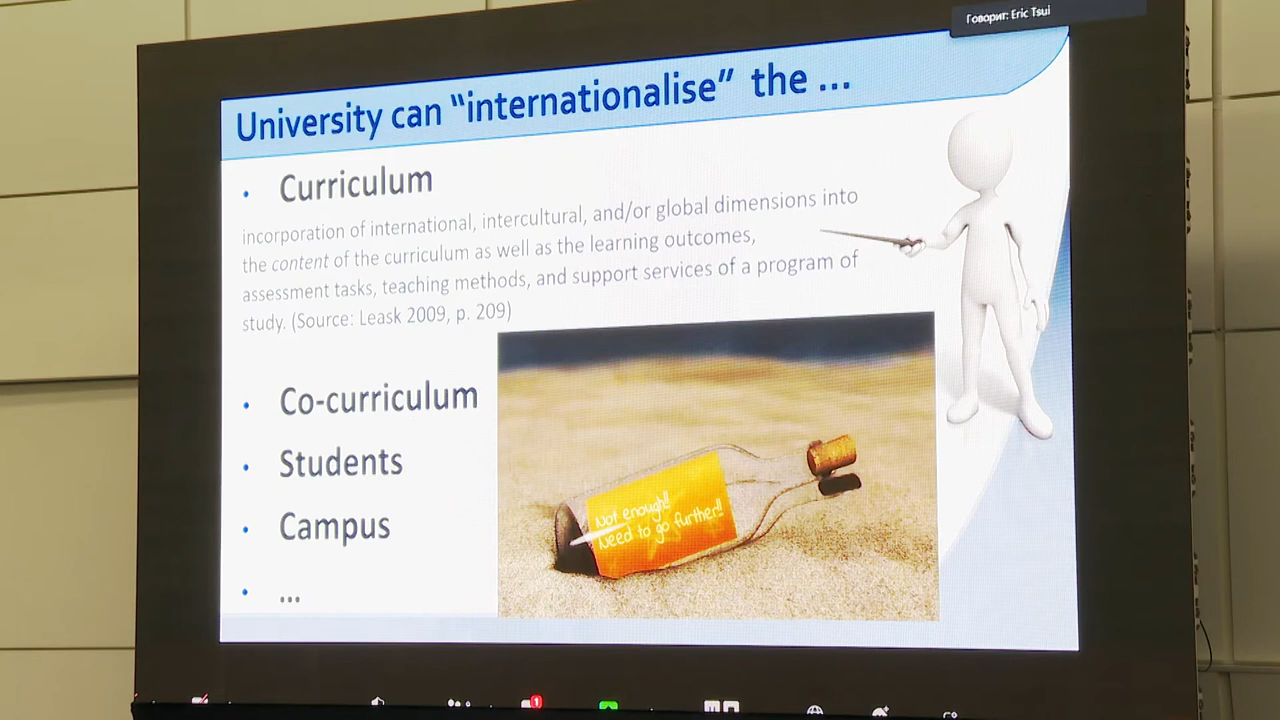 Говорит: Eric Tsui
University can “internationalise” the ...
• Curriculum
incorporation of international, intercultural, and/or global dimensions into
the content of the curriculum as well as the learning outcomes,
assessment tasks, teaching methods, and support services of a program of
study. (Source: Leask 2009, p. 209)
• Co-curriculum
• Students
• Campus
• ...
Not enough!!
Need to go further!!
1